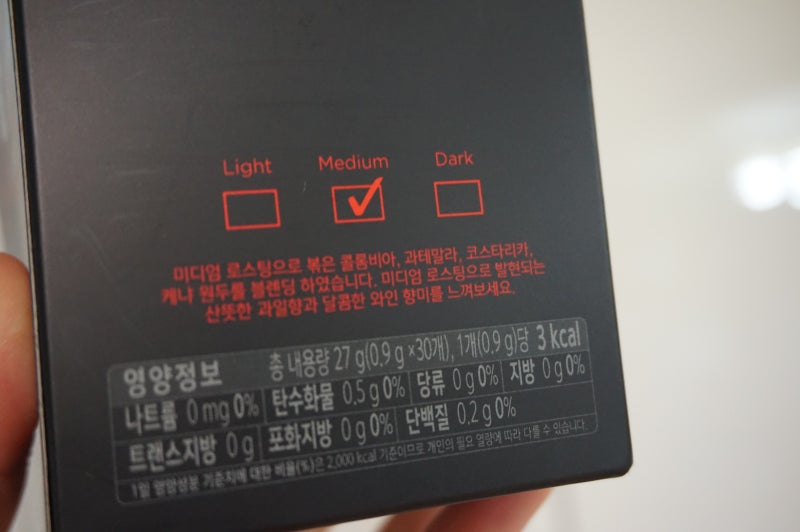 Light Medium Dark
미디엄 로스팅으로 볶은 콜롬비아, 과테말라, 코스타리카,
케냐 원두를 블렌딩 하였습니다. 미디엄 로스팅으로 발현되는
산뜻한 과일향과 달콤한 와인 향미를 느껴보세요.
영양정보 총 내용량 27 g(0.9 g ×30개), 1개(0.9 g)당 3 kcal
나트륨 0 mg 0% 탄수화물 0.5 g 0% 당류 0 g 0% 지방 0 g 0%
트랜스지방 0 g 포화지방 0 g 0% 단백질 0.2 g 0%
1일 영양성분 기준치에 대한 비율(%)은 2,000 kcal 기준이므로 개인의 필요 열량에 따라 다를 수 있습니다.